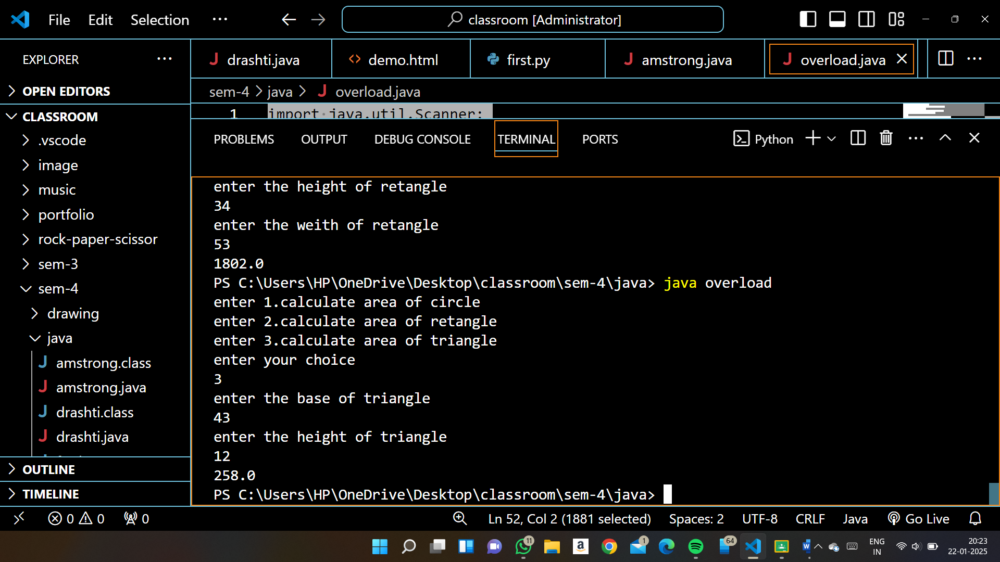 File Edit Selection ...
classroom [Administrator]
EXPLORER ...
OPEN EDITORS
CLASSROOM
.vscode
image
music
portfolio
rock-paper-scissor
sem-3
sem-4
drawing
java
amstrong.class
amstrong.java
drashti.class
drashti.java
OUTLINE
TIMELINE
drashti.java demo.html first.py amstrong.java overload.java
sem-4 > java > overload.java
1 import java.util.Scanner;
PROBLEMS OUTPUT DEBUG CONSOLE TERMINAL PORTS Python
enter the height of retangle
34
enter the weith of retangle
53
1802.0
PS C:\Users\HP\OneDrive\Desktop\classroom\sem-4\java> java overload
enter 1.calculate area of circle
enter 2.calculate area of retangle
enter 3.calculate area of triangle
enter your choice
3
enter the base of triangle
43
enter the height of triangle
12
258.0
PS C:\Users\HP\OneDrive\Desktop\classroom\sem-4\java>
0 0 0 Ln 52, Col 2 (1881 selected) Spaces: 2 UTF-8 CRLF Java Go Live
11 1 64 ENG 20:23
IN 22-01-2025